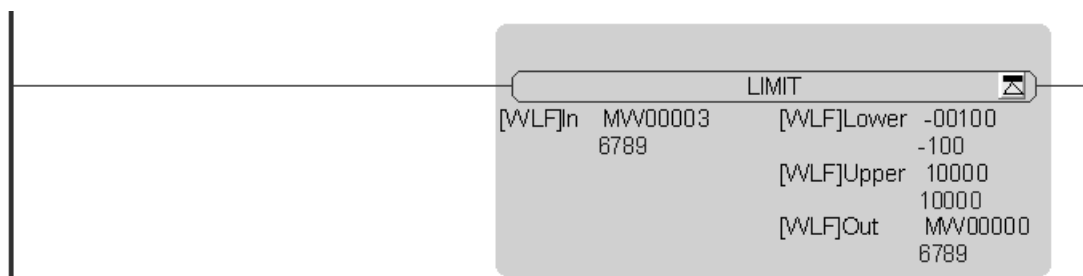 LIMIT
[WLF]In MW00003 [WLF]Lower -00100
6789 -100
[WLF]Upper 10000
10000
[WLF]Out MW00000
6789